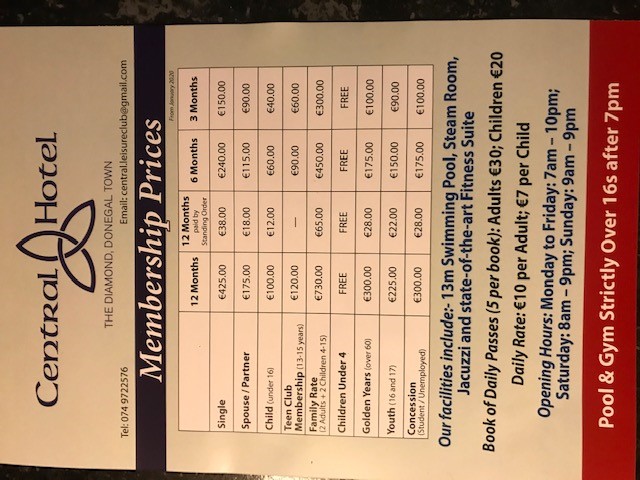 Central Hotel
THE DIAMOND, DONEGAL TOWN
Tel: 074 9722576 Email: central.leisureclub@gmail.com
Membership Prices
From January 2020
12 Months 12 Months paid by Standing Order 6 Months 3 Months
Single €425.00 €38.00 €240.00 €150.00
Spouse / Partner €175.00 €18.00 €115.00 €90.00
Child (under 16) €100.00 €12.00 €60.00 €40.00
Teen Club Membership (13-15 years) €120.00 — €90.00 €60.00
Family Rate (2 Adults + 2 Children 4-15) €730.00 €65.00 €450.00 €300.00
Children Under 4 FREE FREE FREE FREE
Golden Years (over 60) €300.00 €28.00 €175.00 €100.00
Youth (16 and 17) €225.00 €22.00 €150.00 €90.00
Concession (Student / Unemployed) €300.00 €28.00 €175.00 €100.00
Our facilities include:- 13m Swimming Pool, Steam Room,
Jacuzzi and state-of-the-art Fitness Suite
Book of Daily Passes (5 per book): Adults €30; Children €20
Daily Rate: €10 per Adult; €7 per Child
Opening Hours: Monday to Friday: 7am – 10pm;
Saturday: 8am – 9pm; Sunday: 9am – 9pm
Pool & Gym Strictly Over 16s after 7pm